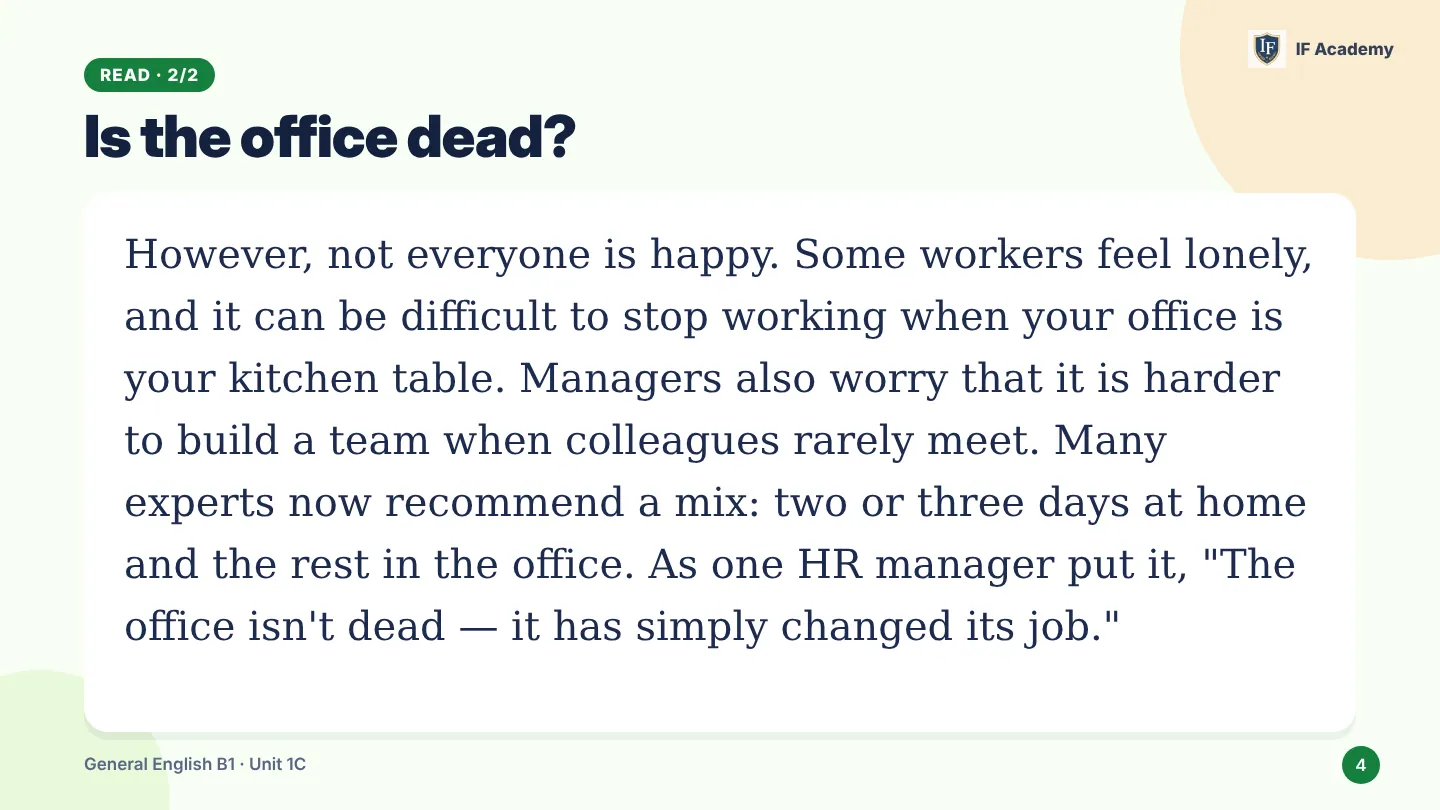 IF
IF Academy
READ · 2/2
Is the office dead?
However, not everyone is happy. Some workers feel lonely,
and it can be difficult to stop working when your office is
your kitchen table. Managers also worry that it is harder
to build a team when colleagues rarely meet. Many
experts now recommend a mix: two or three days at home
and the rest in the office. As one HR manager put it, "The
office isn't dead — it has simply changed its job."
General English B1 · Unit 1C
4